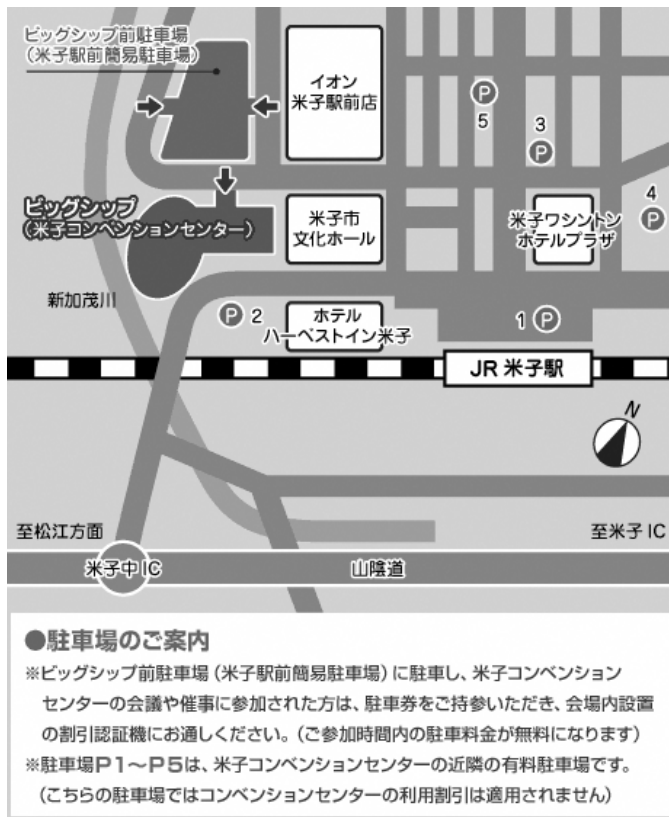 ビッグシップ前駐車場
（米子駅前簡易駐車場）
イオン
米子駅前店
P
5
3
P
4
P
ビッグシップ
（米子コンベンションセンター）
米子市
文化ホール
米子ワシントン
ホテルプラザ
新加茂川
P 2
ホテル
ハーベストイン米子
1 P
JR 米子駅
N
至松江方面
至米子 IC
米子中 IC
山陰道
●駐車場のご案内
※ビッグシップ前駐車場（米子駅前簡易駐車場）に駐車し、米子コンベンション
センターの会議や催事に参加された方は、駐車券をご持参いただき、会場内設置
の割引認証機にお通しください。（ご参加時間内の駐車料金が無料になります）
※駐車場P1～P5は、米子コンベンションセンターの近隣の有料駐車場です。
（こちらの駐車場ではコンベンションセンターの利用割引は適用されません）